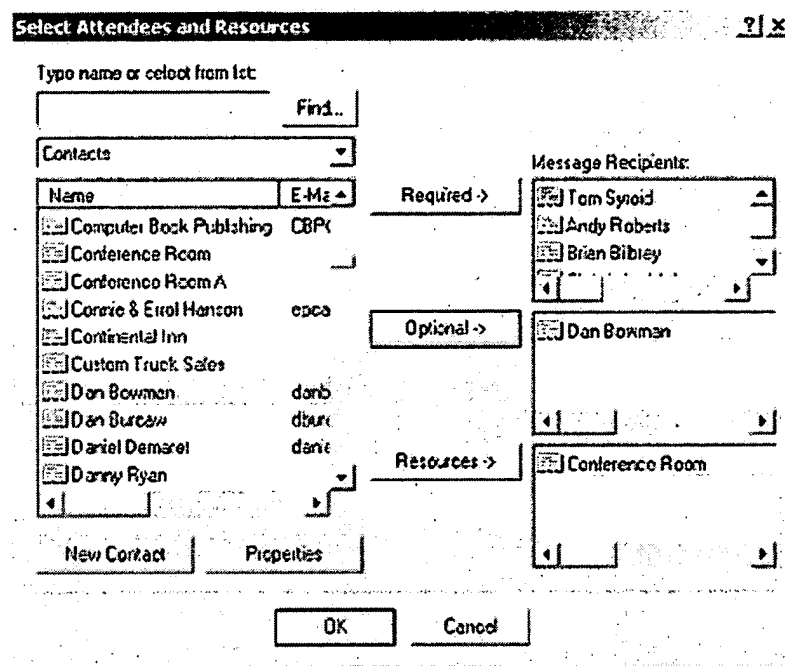 Select Attendees and Resources
Type name or select from list:
Find...
Contacts
Message Recipients:
Name E-Ma
Required ->
Tom Syroid
Andy Roberts
Brian Bilbrey
Computer Book Publishing CBP(
Conference Room
Conference Room A
Connie & Errol Hanson epca
Continental Inn
Custom Truck Sales
Dan Bowman danb
Dan Burcaw dburc
Daniel Demaret danie
Danny Ryan
Optional ->
Dan Bowman
Resources ->
Conference Room
New Contact Properties
OK Cancel